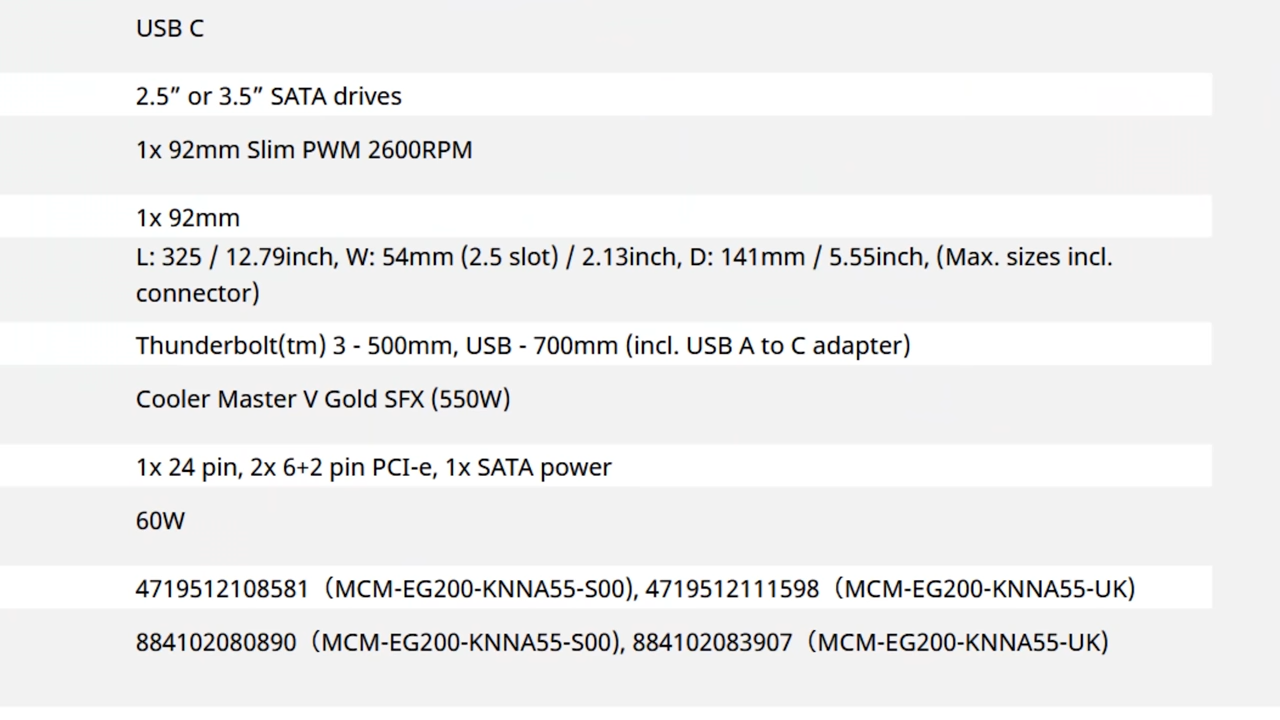 USB C
2.5” or 3.5” SATA drives
1x 92mm Slim PWM 2600RPM
1x 92mm
L: 325 / 12.79inch, W: 54mm (2.5 slot) / 2.13inch, D: 141mm / 5.55inch, (Max. sizes incl.
connector)
Thunderbolt(tm) 3 - 500mm, USB - 700mm (incl. USB A to C adapter)
Cooler Master V Gold SFX (550W)
1x 24 pin, 2x 6+2 pin PCI-e, 1x SATA power
60W
4719512108581（MCM-EG200-KNNA55-S00), 4719512111598（MCM-EG200-KNNA55-UK)
884102080890（MCM-EG200-KNNA55-S00), 884102083907（MCM-EG200-KNNA55-UK)